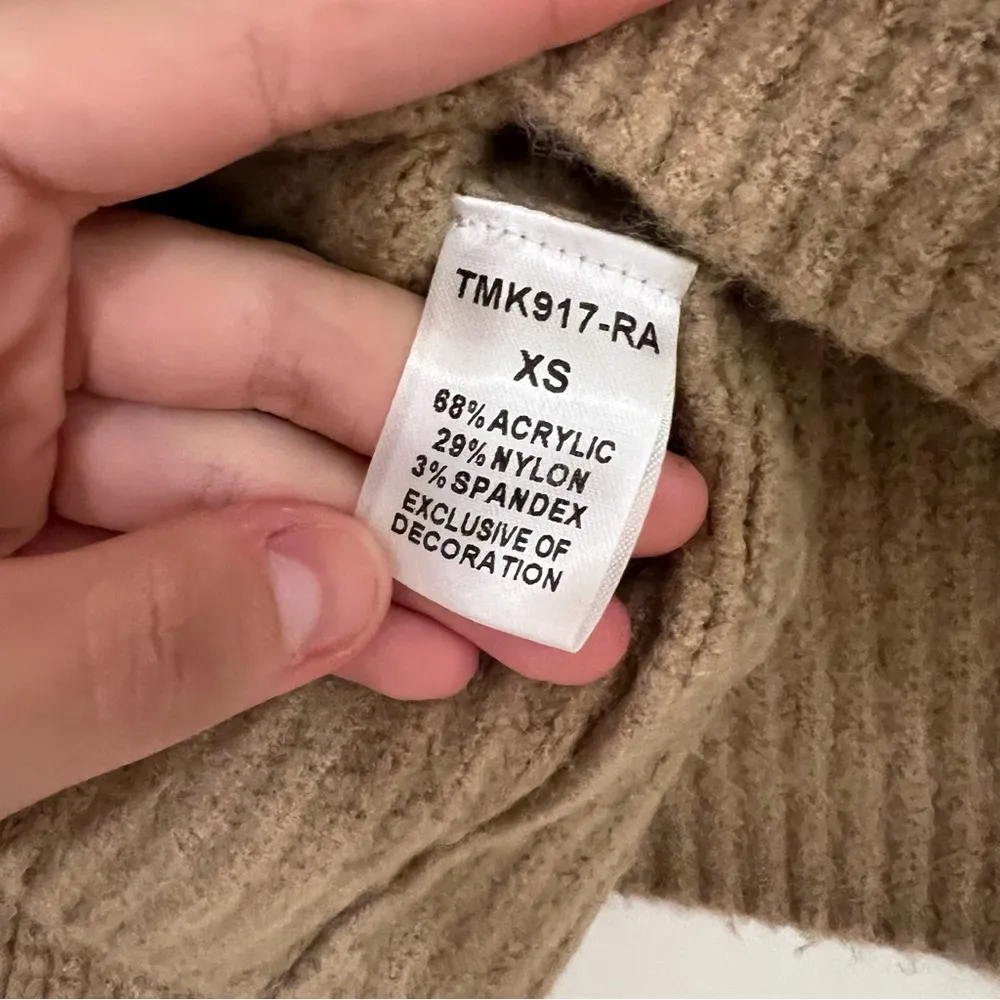 TMK917-RA
XS
68% ACRYLIC
29% NYLON
3% SPANDEX
EXCLUSIVE OF
DECORATION